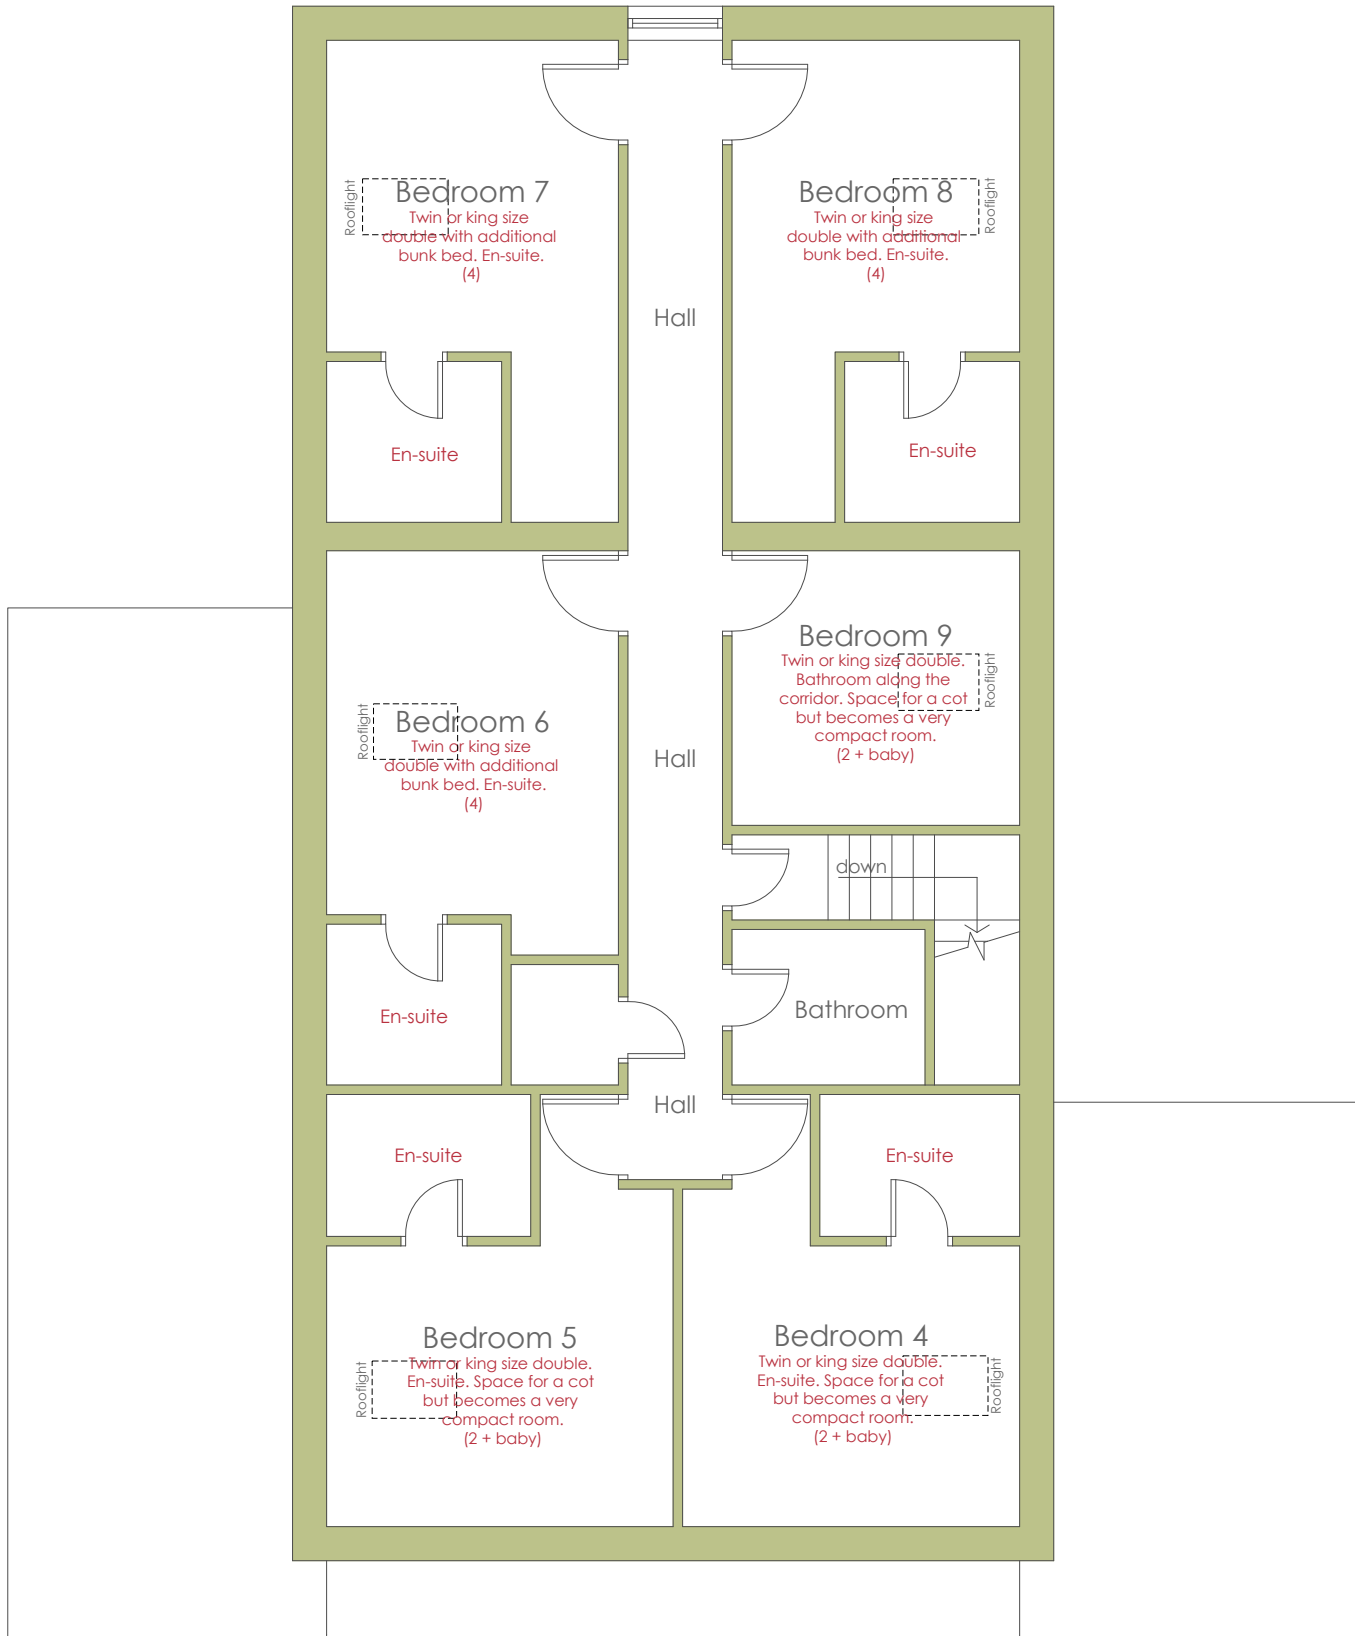 Bedroom 7
Twin or king size
double with additional
bunk bed. En-suite.
(4)
Rooflight
Bedroom 8
Twin or king size
double with additional
bunk bed. En-suite.
(4)
Rooflight
Hall
En-suite
En-suite
Bedroom 9
Twin or king size double.
Bathroom along the
corridor. Space for a cot
but becomes a very
compact room.
(2 + baby)
Rooflight
Bedroom 6
Twin or king size
double with additional
bunk bed. En-suite.
(4)
Rooflight
Hall
down
Bathroom
En-suite
Hall
En-suite
En-suite
Bedroom 5
Twin or king size double.
En-suite. Space for a cot
but becomes a very
compact room.
(2 + baby)
Rooflight
Bedroom 4
Twin or king size double.
En-suite. Space for a cot
but becomes a very
compact room.
(2 + baby)
Rooflight